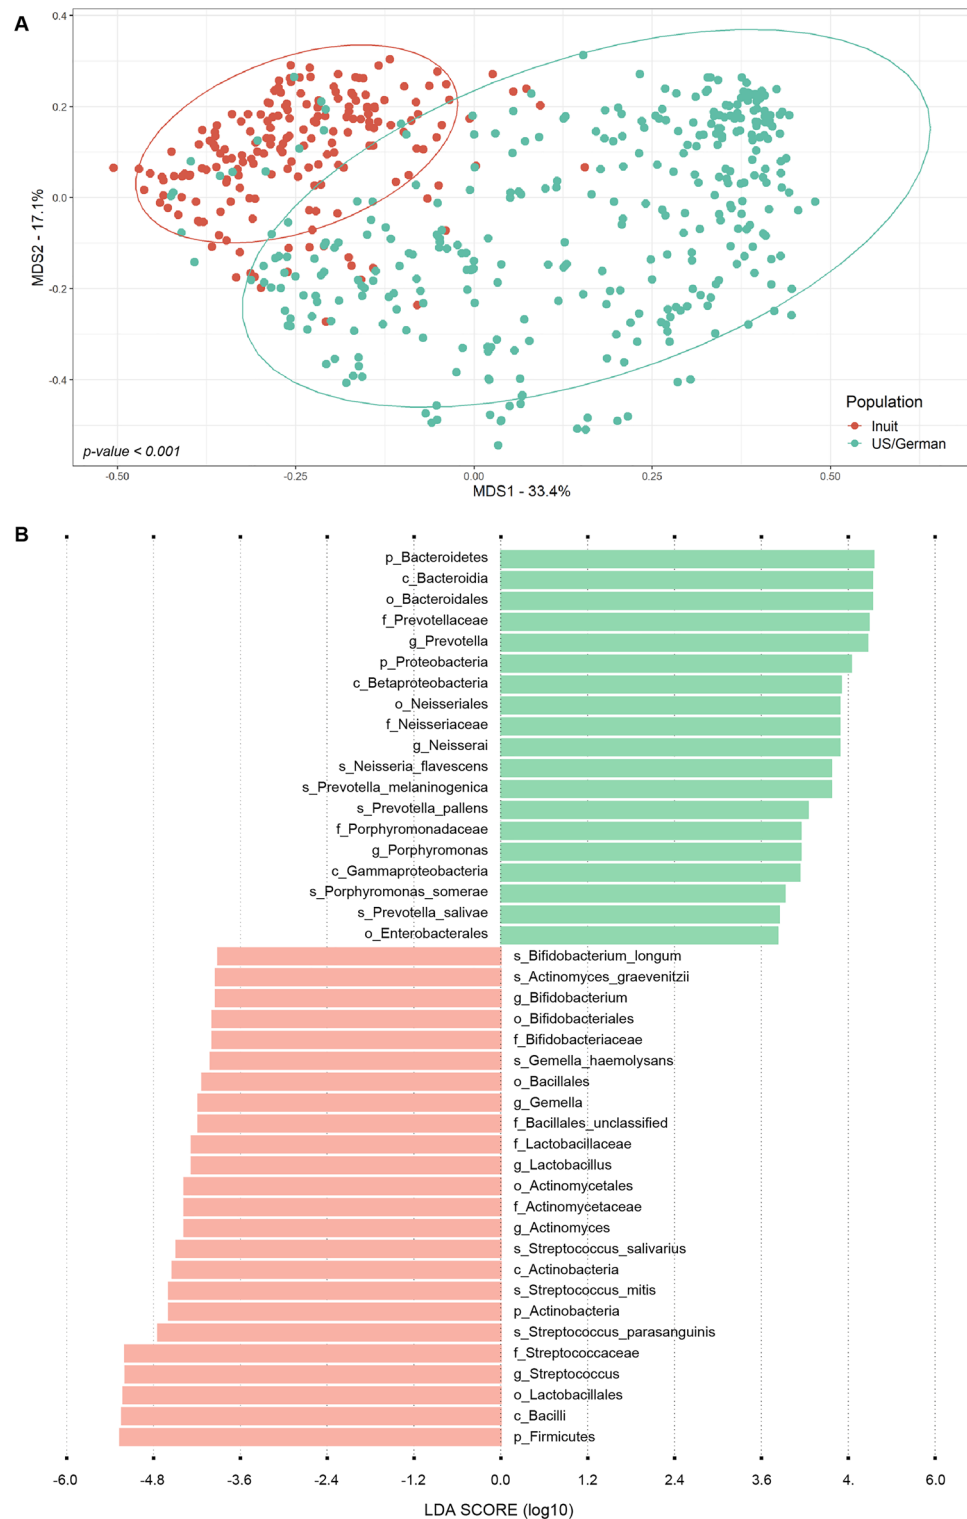 A
0.4
0.2
0.0
-0.2
-0.4
MDS2 - 17.1%
Population
Inuit
US/German
p-value < 0.001
-0.50
-0.25
0.00
0.25
0.50
MDS1 - 33.4%
B
p_Bacteroidetes
c_Bacteroidia
o_Bacteroidales
f_Prevotellaceae
g_Prevotella
p_Proteobacteria
c_Betaproteobacteria
o_Neisseriales
f_Neisseriaceae
g_Neisserai
s_Neisseria_flavescens
s_Prevotella_melaninogenica
s_Prevotella_pallens
f_Porphyromonadaceae
g_Porphyromonas
c_Gammaproteobacteria
s_Porphyromonas_somerae
s_Prevotella_salivae
o_Enterobacterales
s_Bifidobacterium_longum
s_Actinomyces_graevenitzii
g_Bifidobacterium
o_Bifidobacteriales
f_Bifidobacteriaceae
s_Gemella_haemolysans
o_Bacillales
g_Gemella
f_Bacillales_unclassified
f_Lactobacillaceae
g_Lactobacillus
o_Actinomycetales
f_Actinomycetaceae
g_Actinomyces
s_Streptococcus_salivarius
c_Actinobacteria
s_Streptococcus_mitis
p_Actinobacteria
s_Streptococcus_parasanguinis
f_Streptococcaceae
g_Streptococcus
o_Lactobacillales
c_Bacilli
p_Firmicutes
-6.0 -4.8 -3.6 -2.4 -1.2 0.0 1.2 2.4 3.6 4. 6.0
LDA SCORE (log10)